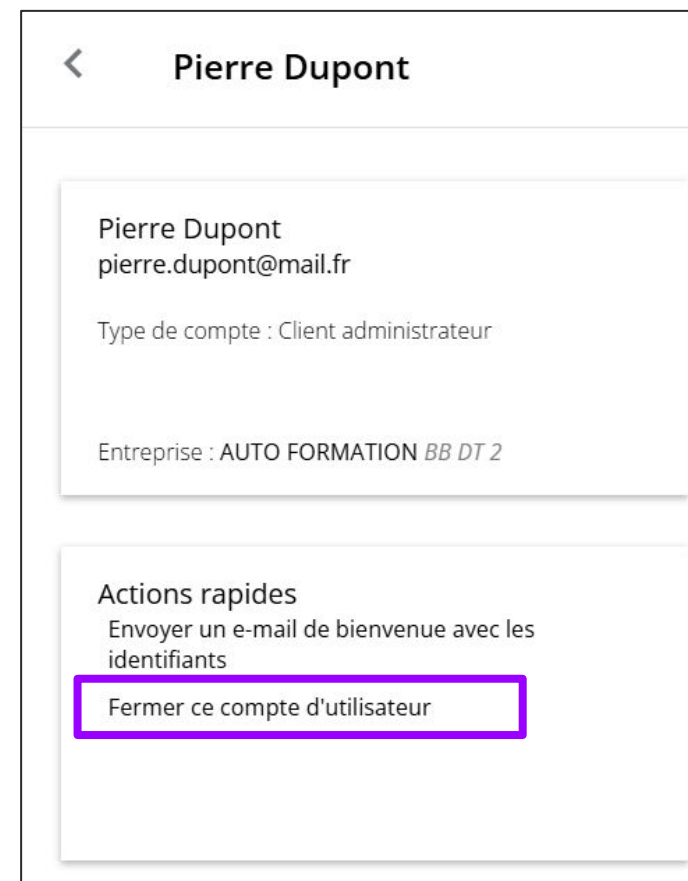 Pierre Dupont
Pierre Dupont
pierre.dupont@mail.fr
Type de compte : Client administrateur
Entreprise : AUTO FORMATION BB DT 2
Actions rapides
Envoyer un e-mail de bienvenue avec les
identifiants
Fermer ce compte d'utilisateur